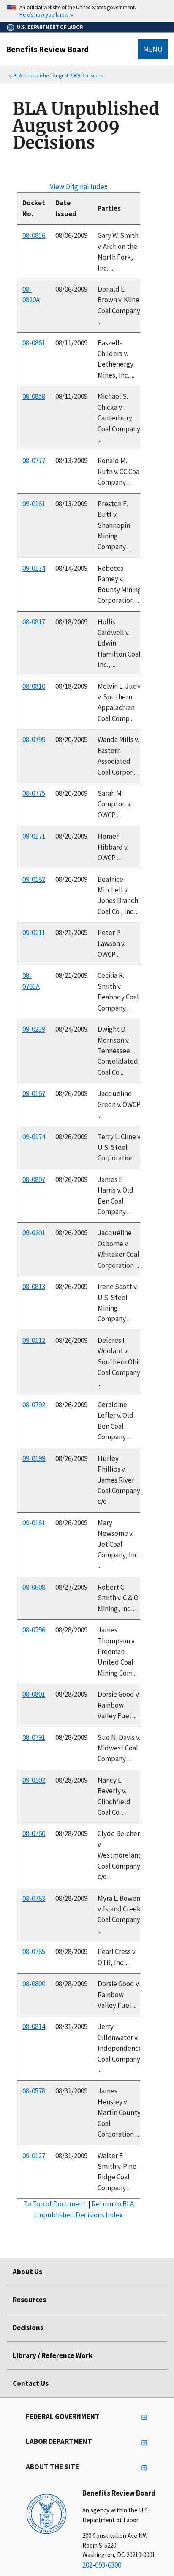 An official website of the United States government.
Here's how you know
U.S. DEPARTMENT OF LABOR
Benefits Review Board
MENU
« BLA Unpublished August 2009 Decisions
BLA Unpublished
August 2009
Decisions
View Original Index
Docket No. Date Issued Parties
08-0856 08/06/2009 Gary W. Smith v. Arch on the North Fork, Inc. ...
08-0820A 08/06/2009 Donald E. Brown v. Kline Coal Company ...
08-0861 08/11/2009 Baszella Childers v. Bethenergy Mines, Inc. ...
08-0858 08/11/2009 Michael S. Chicka v. Canterbury Coal Company ...
08-0777 08/13/2009 Ronald M. Ruth v. CC Coal Company ...
09-0161 08/13/2009 Preston E. Butt v. Shannopin Mining Company ...
09-0134 08/14/2009 Rebecca Ramey v. Bounty Mining Corporation ...
08-0817 08/18/2009 Hollis Caldwell v. Edwin Hamilton Coal Inc., ...
08-0810 08/18/2009 Melvin L. Judy v. Southern Appalachian Coal Comp ...
08-0799 08/20/2009 Wanda Mills v. Eastern Associated Coal Corpor ...
08-0775 08/20/2009 Sarah M. Compton v. OWCP ...
09-0171 08/20/2009 Homer Hibbard v. OWCP ...
09-0182 08/20/2009 Beatrice Mitchell v. Jones Branch Coal Co., Inc. ...
09-0111 08/21/2009 Peter P. Lawson v. OWCP ...
08-0765A 08/21/2009 Cecilia R. Smith v. Peabody Coal Company ...
09-0239 08/24/2009 Dwight D. Morrison v. Tennessee Consolidated Coal Co ...
09-0167 08/26/2009 Jacqueline Green v. OWCP ...
09-0174 08/26/2009 Terry L. Cline v. U.S. Steel Corporation ...
08-0807 08/26/2009 James E. Harris v. Old Ben Coal Company ...
09-0201 08/26/2009 Jacqueline Osborne v. Whitaker Coal Corporation ...
08-0813 08/26/2009 Irene Scott v. U.S. Steel Mining Company ...
09-0112 08/26/2009 Delores I. Woolard v. Southern Ohio Coal Company ...
08-0792 08/26/2009 Geraldine Lefler v. Old Ben Coal Company ...
09-0199 08/26/2009 Hurley Phillips v. James River Coal Company c/o ...
09-0181 08/26/2009 Mary Newsome v. Jet Coal Company, Inc. ...
08-0608 08/27/2009 Robert C. Smith v. C & O Mining, Inc. ...
08-0796 08/28/2009 James Thompson v. Freeman United Coal Mining Com ...
08-0801 08/28/2009 Dorsie Good v. Rainbow Valley Fuel ...
08-0791 08/28/2009 Sue N. Davis v. Midwest Coal Company ...
09-0102 08/28/2009 Nancy L. Beverly v. Clinchfield Coal Co. ...
08-0760 08/28/2009 Clyde Belcher v. Westmoreland Coal Company c/o ...
08-0783 08/28/2009 Myra L. Bowen v. Island Creek Coal Company ...
08-0785 08/28/2009 Pearl Cress v. OTR, Inc. ...
08-0800 08/28/2009 Dorsie Good v. Rainbow Valley Fuel ...
08-0814 08/31/2009 Jerry Gillenwater v. Independence Coal Company ...
08-0578 08/31/2009 James Hensley v. Martin County Coal Corporation ...
09-0127 08/31/2009 Walter F. Smith v. Pine Ridge Coal Company ...
To Top of Document | Return to BLA
Unpublished Decisions Index
About Us
Resources
Decisions
Library / Reference Work
Contact Us
FEDERAL GOVERNMENT
LABOR DEPARTMENT
ABOUT THE SITE
Benefits Review Board
An agency within the U.S.
Department of Labor
200 Constitution Ave NW
Room S-5220
Washington, DC 20210-0001
202-693-6300